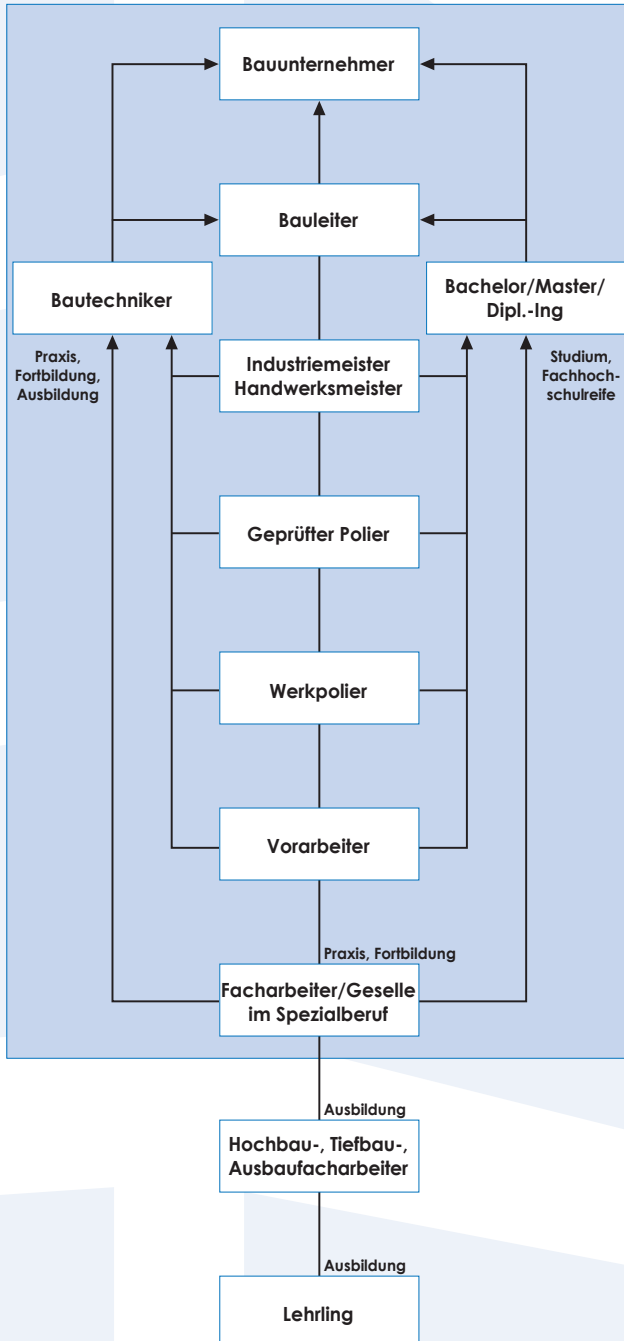 Bauunternehmer
Bauleiter
Bautechniker
Bachelor/Master/
Dipl.-Ing
Praxis,
Fortbildung,
Ausbildung
Industriemeister
Handwerksmeister
Studium,
Fachhoch-
schulreife
Geprüfter Polier
Werkpolier
Vorarbeiter
Praxis, Fortbildung
Facharbeiter/Geselle
im Spezialberuf
Ausbildung
Hochbau-, Tiefbau-,
Ausbaufacharbeiter
Ausbildung
Lehrling